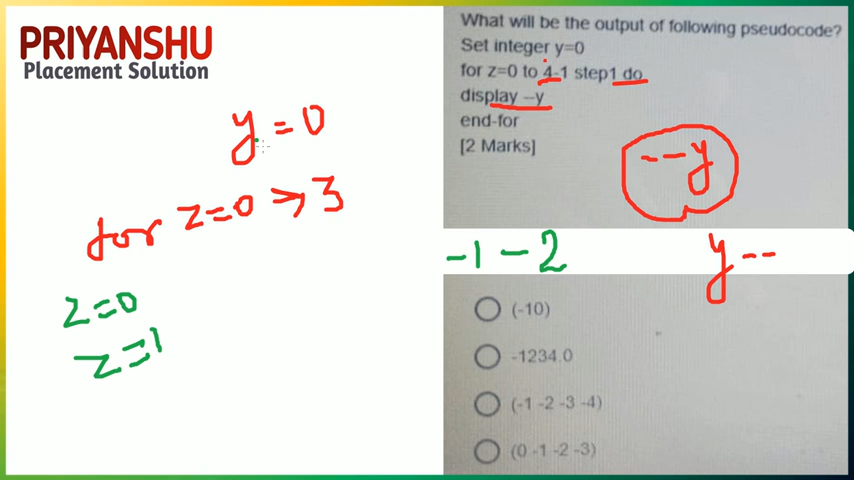 PRIYANSHU
Placement Solution
y = 0
for z=0 → 3
z=0
z=1
What will be the output of following pseudocode?
Set integer y=0
for z=0 to 4-1 step1 do
display --y
end-for
[2 Marks]
--y
-1 -2
y--
(-10)
-1234.0
(-1 -2 -3 -4)
(0 -1 -2 -3)